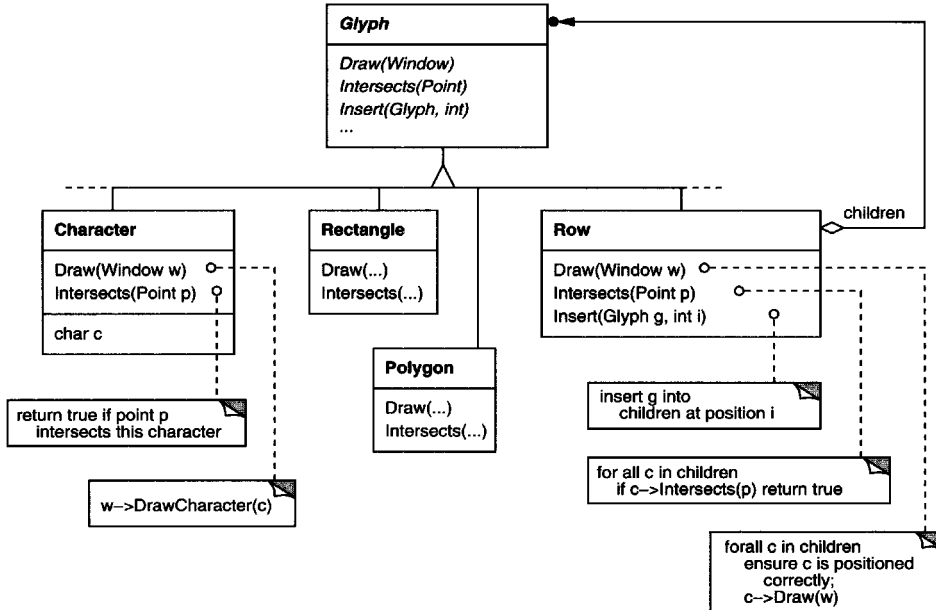 Glyph
Draw(Window)
Intersects(Point)
Insert(Glyph, int)
...
children
Character
Draw(Window w)
Intersects(Point p)
char c
Rectangle
Draw(...)
Intersects(...)
Row
Draw(Window w)
Intersects(Point p)
Insert(Glyph g, int i)
Polygon
Draw(...)
Intersects(...)
return true if point p
intersects this character
w–>DrawCharacter(c)
insert g into
children at position i
for all c in children
if c–>Intersects(p) return true
forall c in children
ensure c is positioned
correctly;
c–>Draw(w)